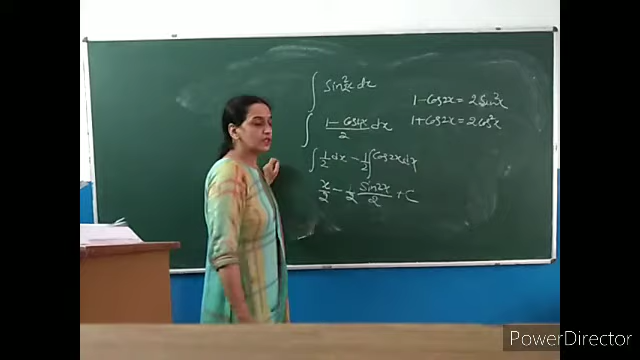 ∫ Sin²x dx
1-Cos2x = 2Sin²x
1+Cos2x = 2Cos²x
∫ 1-Cos4x/2 dx
∫ 1/2 dx - 1/2 ∫ Cos2x dx
x/2 - 1/2 Sin2x/2 + C
PowerDirector